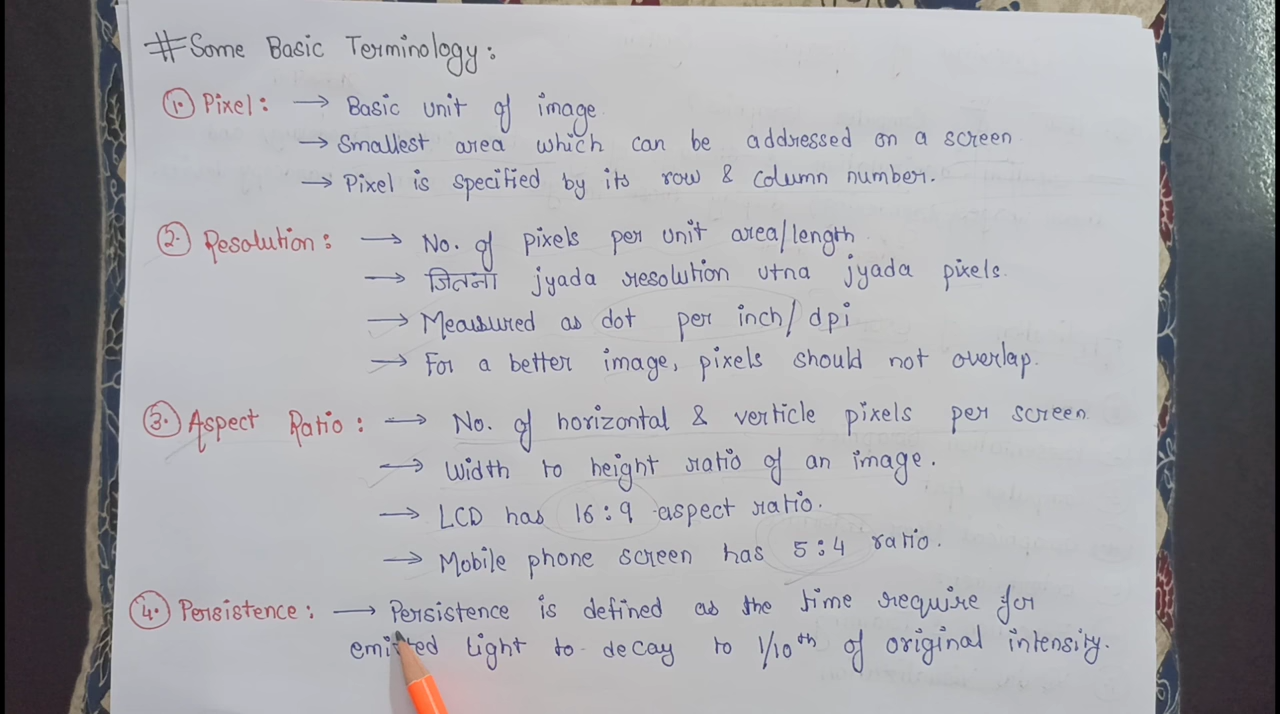 #Some Basic Terminology:
1. Pixel: → Basic unit of image.
→ Smallest area which can be addressed on a screen.
→ Pixel is specified by its row & column number.
2. Resolution: → No. of pixels per unit area/length
→ जितना jyada resolution utna jyada pixels.
→ Measured as dot per inch/dpi
→ For a better image, pixels should not overlap.
3. Aspect Ratio: → No. of horizontal & verticle pixels per screen.
→ Width to height ratio of an image.
→ LCD has 16:9 aspect ratio.
→ Mobile phone screen has 5:4 ratio.
4. Persistence: → Persistence is defined as the time require for
emitted light to decay to 1/10th of original intensity.